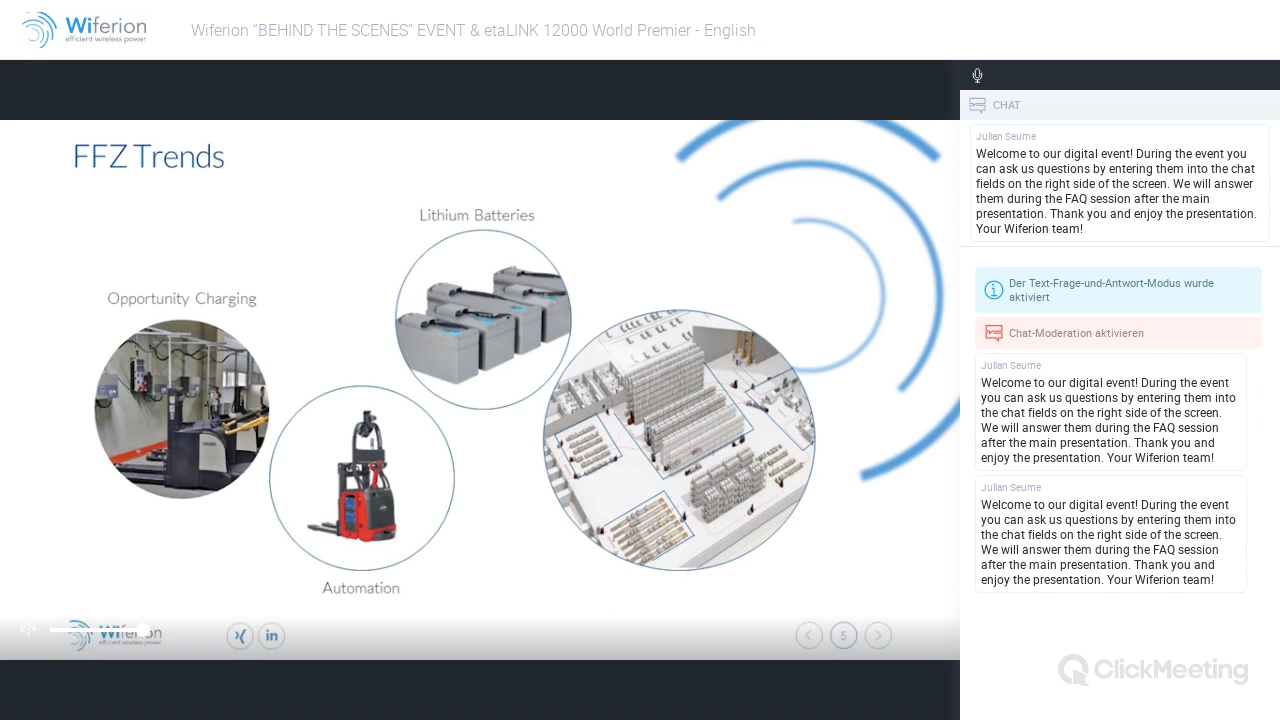 Wiferion
efficient wireless power
Wiferion “BEHIND THE SCENES” EVENT & etaLINK 12000 World Premier - English
FFZ Trends
Lithium Batteries
Opportunity Charging
Automation
Wiferion
efficient wireless power
in
5
CHAT
Julian Seume
Welcome to our digital event! During the event you
can ask us questions by entering them into the chat
fields on the right side of the screen. We will answer
them during the FAQ session after the main
presentation. Thank you and enjoy the presentation.
Your Wiferion team!
Der Text-Frage-und-Antwort-Modus wurde
aktiviert
Chat-Moderation aktivieren
Julian Seume
Welcome to our digital event! During the event
you can ask us questions by entering them into
the chat fields on the right side of the screen.
We will answer them during the FAQ session
after the main presentation. Thank you and
enjoy the presentation. Your Wiferion team!
Julian Seume
Welcome to our digital event! During the event
you can ask us questions by entering them into
the chat fields on the right side of the screen.
We will answer them during the FAQ session
after the main presentation. Thank you and
enjoy the presentation. Your Wiferion team!
ClickMeeting